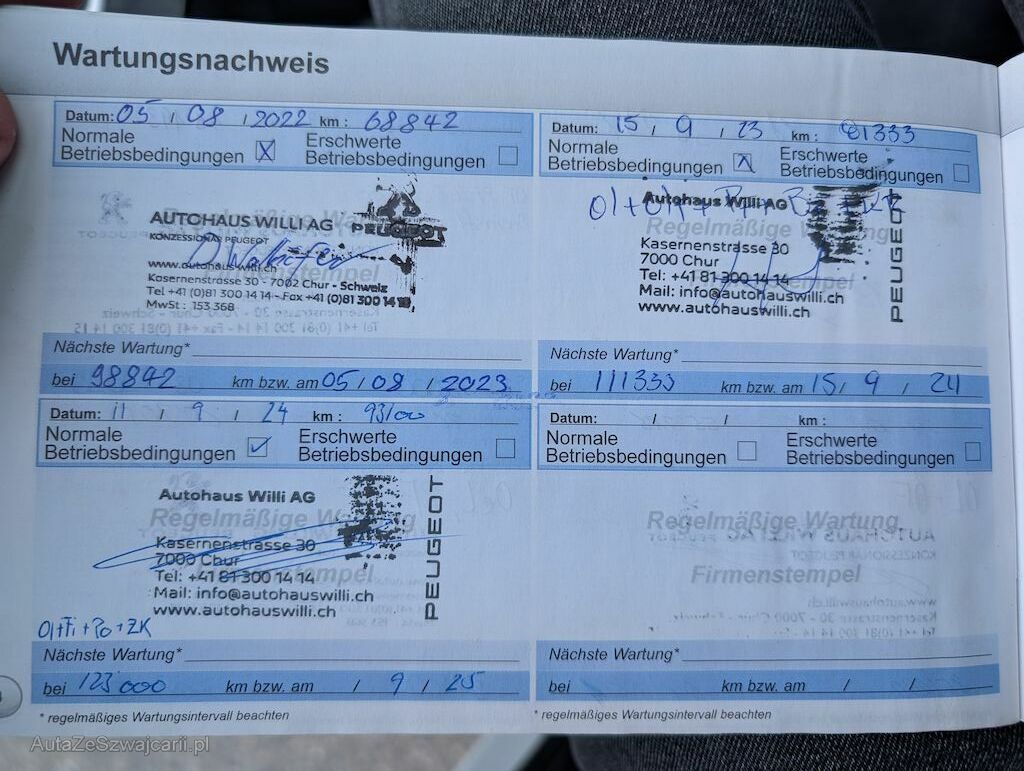 Wartungsnachweis
Datum: 05 / 08 / 2022 km : 68842
Normale
Betriebsbedingungen X
Erschwerte
Betriebsbedingungen
AUTOHAUS WILLI AG PEUGEOT
KONZESSIONÄR PEUGEOT
www.autohauswilli.ch
Kasernenstrasse 30 - 7002 Chur - Schweiz
Tel +41 (0)81 300 14 14 - Fax +41 (0)81 300 14 15
MwSt : 153 368
Nächste Wartung*
bei 98842 km bzw. am 05 / 08 / 2023
Datum: 15 / 9 / 23 km : 81333
Normale
Betriebsbedingungen X
Erschwerte
Betriebsbedingungen
Autohaus Willi AG
Regelmäßige Wartung
Kasernenstrasse 30
7000 Chur
Tel: +41 81 300 14 14
Mail: info@autohauswilli.ch
www.autohauswilli.ch
PEUGEOT
Nächste Wartung*
bei 111333 km bzw. am 15 / 9 / 24
Datum: 11 / 9 / 24 km : 93100
Normale
Betriebsbedingungen ✓
Erschwerte
Betriebsbedingungen
Autohaus Willi AG
Regelmäßige Wartung
Kasernenstrasse 30
7000 Chur
Firmenstempel
Tel: +41 81 300 14 14
Mail: info@autohauswilli.ch
www.autohauswilli.ch
PEUGEOT
Öl+Fi+Po+ZK
Nächste Wartung*
bei 123000 km bzw. am / 9 / 25
* regelmäßiges Wartungsintervall beachten
Datum: / / km :
Normale
Betriebsbedingungen
Erschwerte
Betriebsbedingungen
Regelmäßige Wartung
Firmenstempel
Nächste Wartung*
bei km bzw. am / /
* regelmäßiges Wartungsintervall beachten
AutaZeSzwajcarii.pl